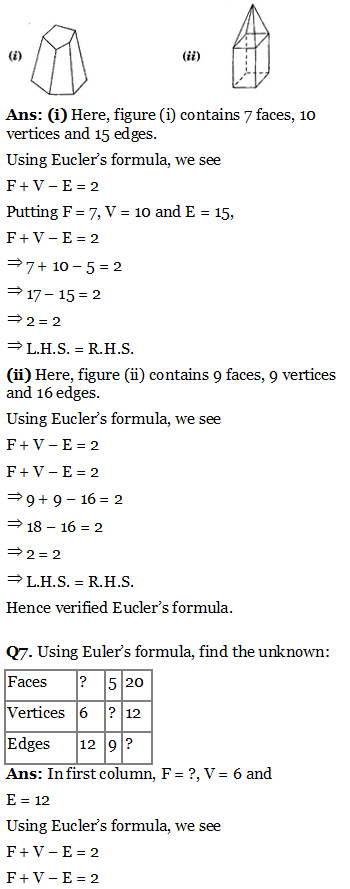 (i) (ii)
Ans: (i) Here, figure (i) contains 7 faces, 10
vertices and 15 edges.
Using Eucler's formula, we see
F + V – E = 2
Putting F = 7, V = 10 and E = 15,
F + V – E = 2
⇒ 7 + 10 – 5 = 2
⇒ 17 – 15 = 2
⇒ 2 = 2
⇒ L.H.S. = R.H.S.
(ii) Here, figure (ii) contains 9 faces, 9 vertices
and 16 edges.
Using Eucler's formula, we see
F + V – E = 2
F + V – E = 2
⇒ 9 + 9 – 16 = 2
⇒ 18 – 16 = 2
⇒ 2 = 2
⇒ L.H.S. = R.H.S.
Hence verified Eucler's formula.
Q7. Using Euler's formula, find the unknown:
Faces ? 5 20
Vertices 6 ? 12
Edges 12 9 ?
Ans: In first column, F = ?, V = 6 and
E = 12
Using Eucler's formula, we see
F + V – E = 2
F + V – E = 2